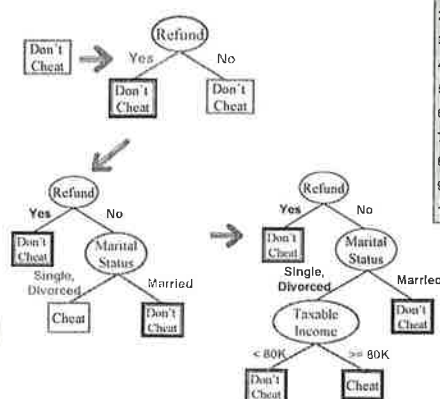 Don't
Cheat
Refund
Yes
No
Don't
Cheat
Don't
Cheat
Refund
Yes
No
Don't
Cheat
Marital
Status
Single,
Divorced
Married
Cheat
Don't
Cheat
Refund
Yes
No
Don't
Cheat
Marital
Status
Single,
Divorced
Married
Taxable
Income
Don't
Cheat
< 80K
>= 80K
Don't
Cheat
Cheat